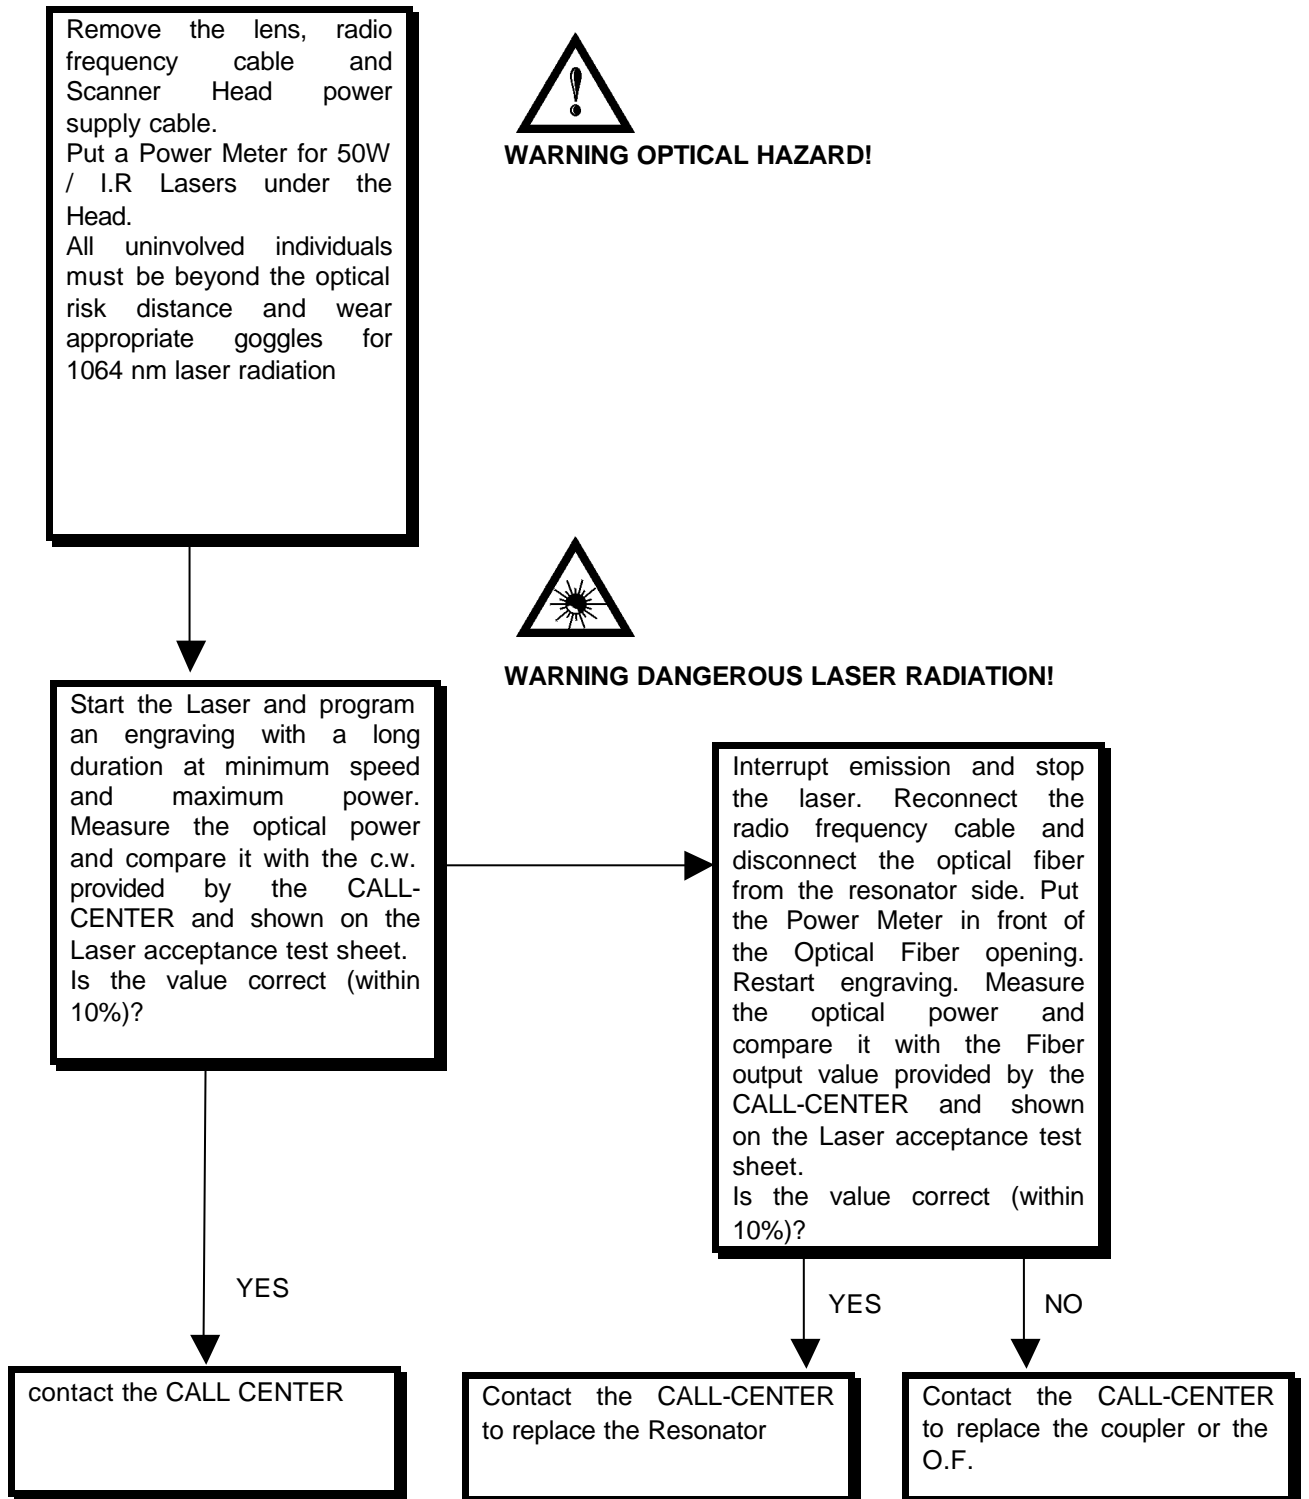 Remove the lens, radio
frequency cable and
Scanner Head power
supply cable.
Put a Power Meter for 50W
/ I.R Lasers under the
Head.
All uninvolved individuals
must be beyond the optical
risk distance and wear
appropriate goggles for
1064 nm laser radiation
!
WARNING OPTICAL HAZARD!
WARNING DANGEROUS LASER RADIATION!
Start the Laser and program
an engraving with a long
duration at minimum speed
and maximum power.
Measure the optical power
and compare it with the c.w.
provided by the CALL-
CENTER and shown on the
Laser acceptance test sheet.
Is the value correct (within
10%)?
Interrupt emission and stop
the laser. Reconnect the
radio frequency cable and
disconnect the optical fiber
from the resonator side. Put
the Power Meter in front of
the Optical Fiber opening.
Restart engraving. Measure
the optical power and
compare it with the Fiber
output value provided by the
CALL-CENTER and shown
on the Laser acceptance test
sheet.
Is the value correct (within
10%)?
YES
YES
NO
contact the CALL CENTER
Contact the CALL-CENTER
to replace the Resonator
Contact the CALL-CENTER
to replace the coupler or the
O.F.